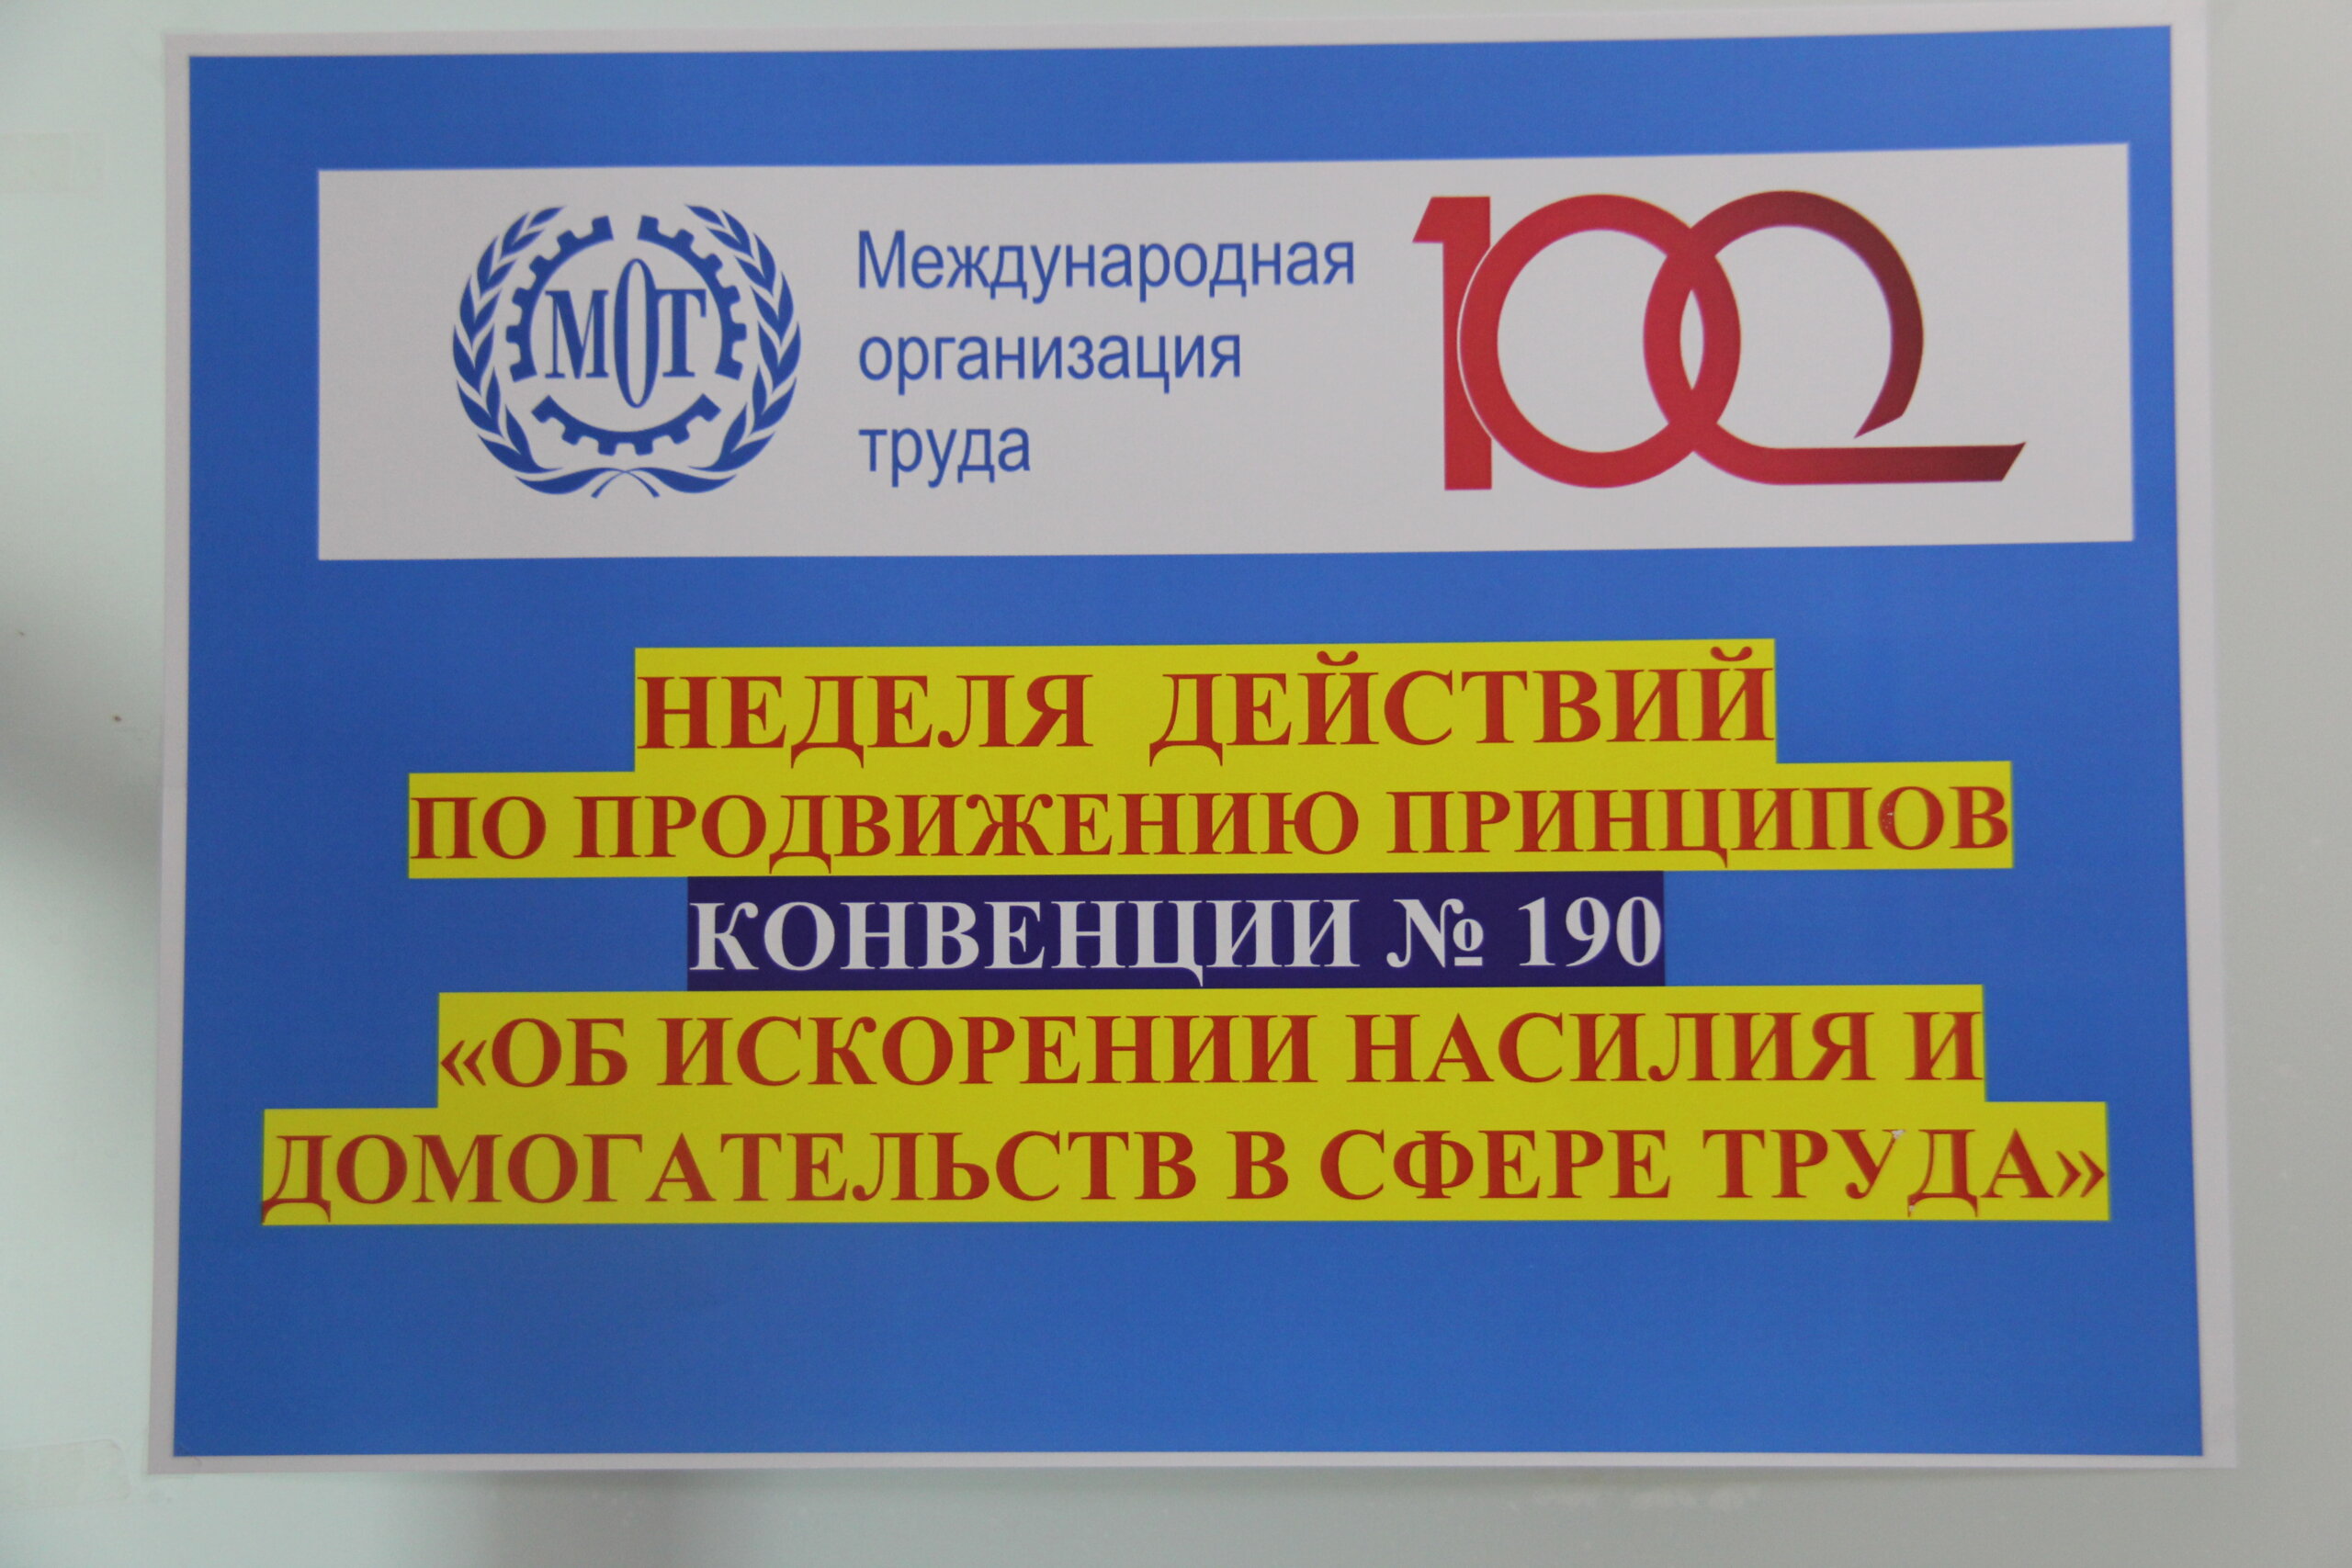 МОТ
Международная
организация
труда
100
НЕДЕЛЯ ДЕЙСТВИЙ
ПО ПРОДВИЖЕНИЮ ПРИНЦИПОВ
КОНВЕНЦИИ № 190
«ОБ ИСКОРЕНИИ НАСИЛИЯ И
ДОМОГАТЕЛЬСТВ В СФЕРЕ ТРУДА»